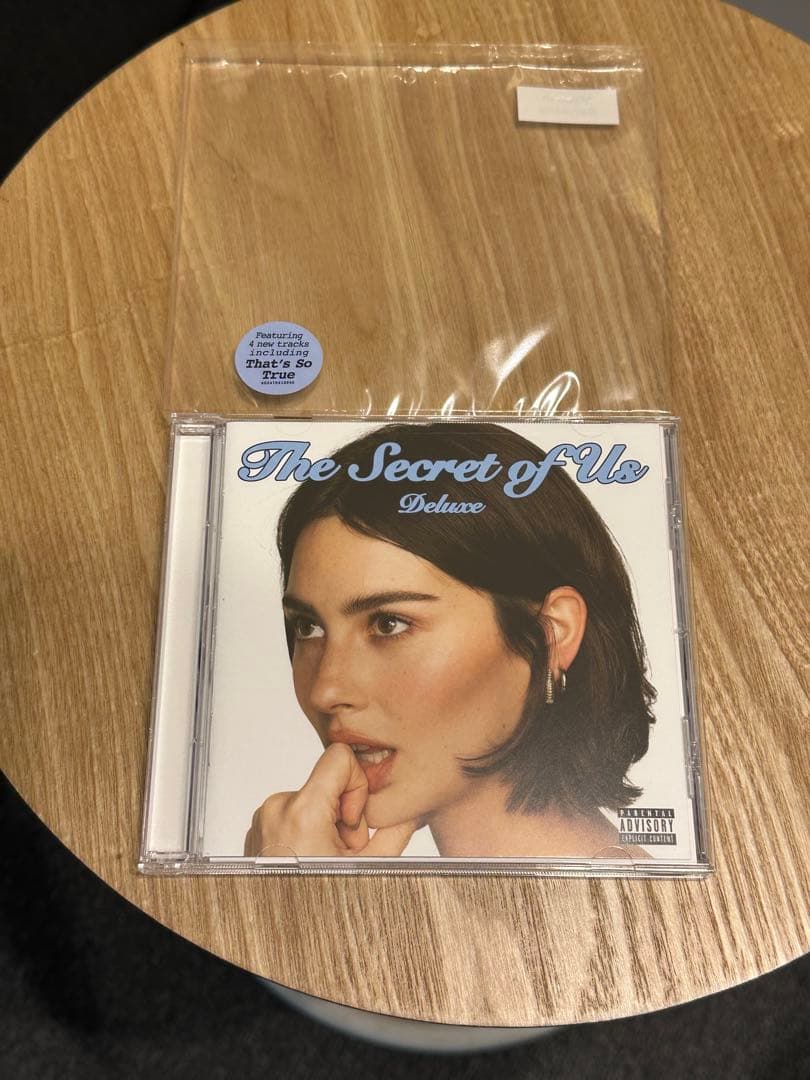 Featuring
4 new tracks
including
That's So
True
The Secret of Us
Deluxe
PARENTAL
ADVISORY
EXPLICIT CONTENT